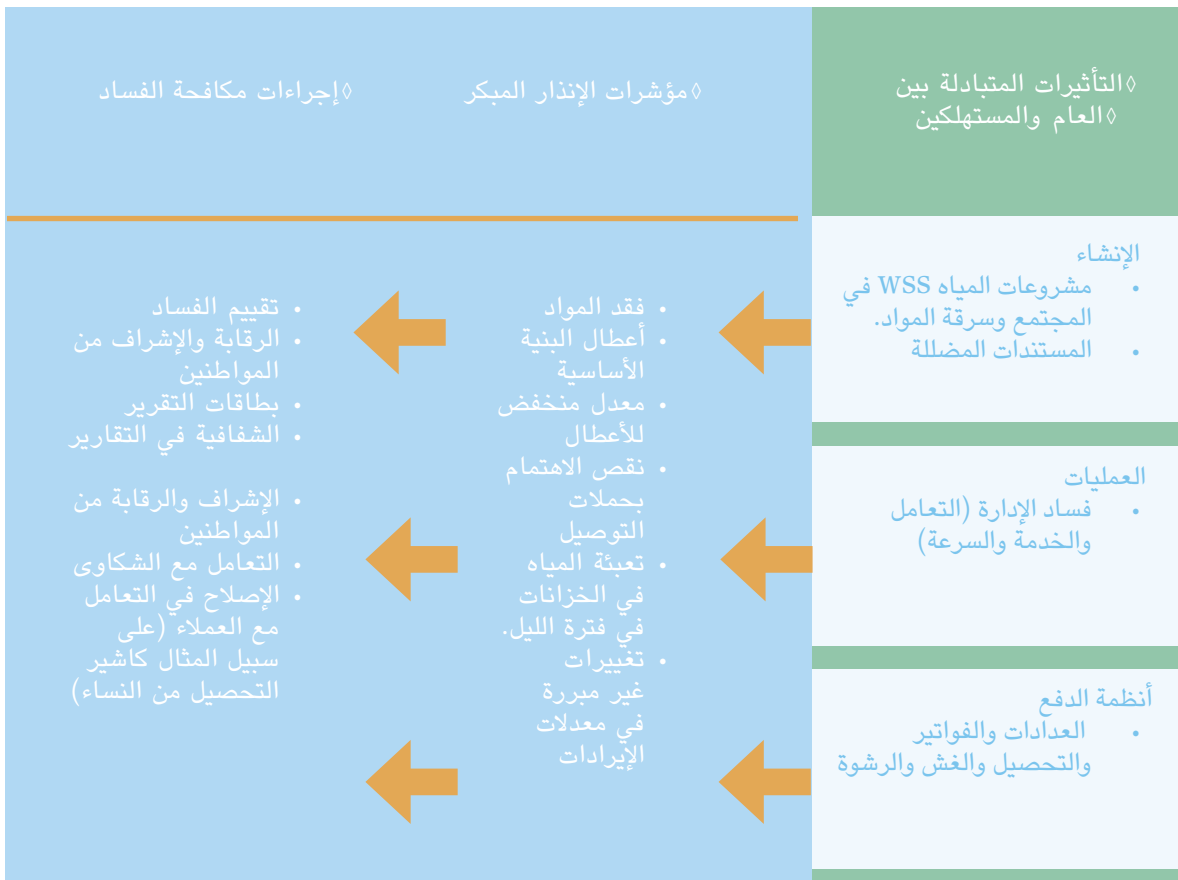 ◊التأثيرات المتبادلة بين
◊العام والمستهلكين
◊مؤشرات الإنذار المبكر
◊إجراءات مكافحة الفساد
الإنشاء
• مشروعات المياه WSS في
المجتمع وسرقة المواد.
• المستندات المضللة
العمليات
• فساد الإدارة (التعامل
والخدمة والسرعة)
أنظمة الدفع
• العدادات والفواتير
والتحصيل والغش والرشوة
• فقد المواد
• أعطال البنية
الأساسية
• معدل منخفض
للأعطال
• نقص الاهتمام
بحملات
التوصيل
• تعبئة المياه
في الخزانات
في فترة الليل.
• تغييرات
غير مبررة
في معدلات
الإيرادات
• تقييم الفساد
• الرقابة والإشراف من
المواطنين
• بطاقات التقرير
• الشفافية في التقارير
• الإشراف والرقابة من
المواطنين
• التعامل مع الشكاوى
• الإصلاح في التعامل
مع العملاء (على
سبيل المثال كاشير
التحصيل من النساء)